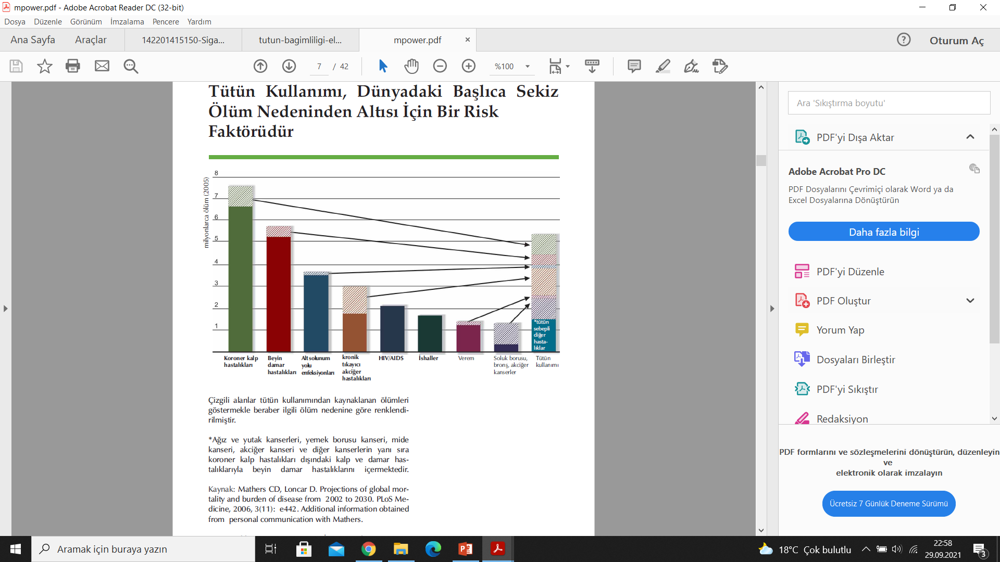 mpower.pdf - Adobe Acrobat Reader DC (32-bit)
Dosya Düzenle Görünüm İmzalama Pencere Yardım
Ana Sayfa Araçlar 142201415150-Siga... tutun-bagimliligi-el... mpower.pdf × Oturum Aç
7 / 42 %100
Tütün Kullanımı, Dünyadaki Başlıca Sekiz
Ölüm Nedeninden Altısı İçin Bir Risk
Faktörüdür
milyonlarca ölüm (2005)
8
7
6
5
4
3
2
1
*tütün
sebepli
diğer
hasta-
lıklar
Koroner kalp
hastalıkları
Beyin
damar
hastalıkları
Alt solunum
yolu
enfeksiyonları
kronik
tıkayıcı
akciğer
hastalıkları
HIV/AIDS
İshaller
Verem
Soluk borusu,
bronş, akciğer
kanserler
Tütün
kullanımı
Çizgili alanlar tütün kullanımından kaynaklanan ölümleri
göstermekle beraber ilgili ölüm nedenine göre renklendi-
rilmiştir.
*Ağız ve yutak kanserleri, yemek borusu kanseri, mide
kanseri, akciğer kanseri ve diğer kanserlerin yanı sıra
koroner kalp hastalıkları dışındaki kalp ve damar has-
talıklarıyla beyin damar hastalıklarını içermektedir.
Kaynak: Mathers CD, Loncar D. Projections of global mor-
tality and burden of disease from 2002 to 2030. PLoS Me-
dicine, 2006, 3(11): e442. Additional information obtained
from personal communication with Mathers.
Ara 'Sıkıştırma boyutu'
PDF'yi Dışa Aktar
Adobe Acrobat Pro DC
PDF Dosyalarını Çevrimiçi olarak Word ya da
Excel Dosyalarına Dönüştürün
Daha fazla bilgi
PDF'yi Düzenle
PDF Oluştur
Yorum Yap
Dosyaları Birleştir
PDF'yi Sıkıştır
Redaksiyon
PDF formlarını ve sözleşmelerini dönüştürün, düzenleyin
ve
elektronik olarak imzalayın
Ücretsiz 7 Günlük Deneme Sürümü
Aramak için buraya yazın
18°C Çok bulutlu
22:58
29.09.2021
3